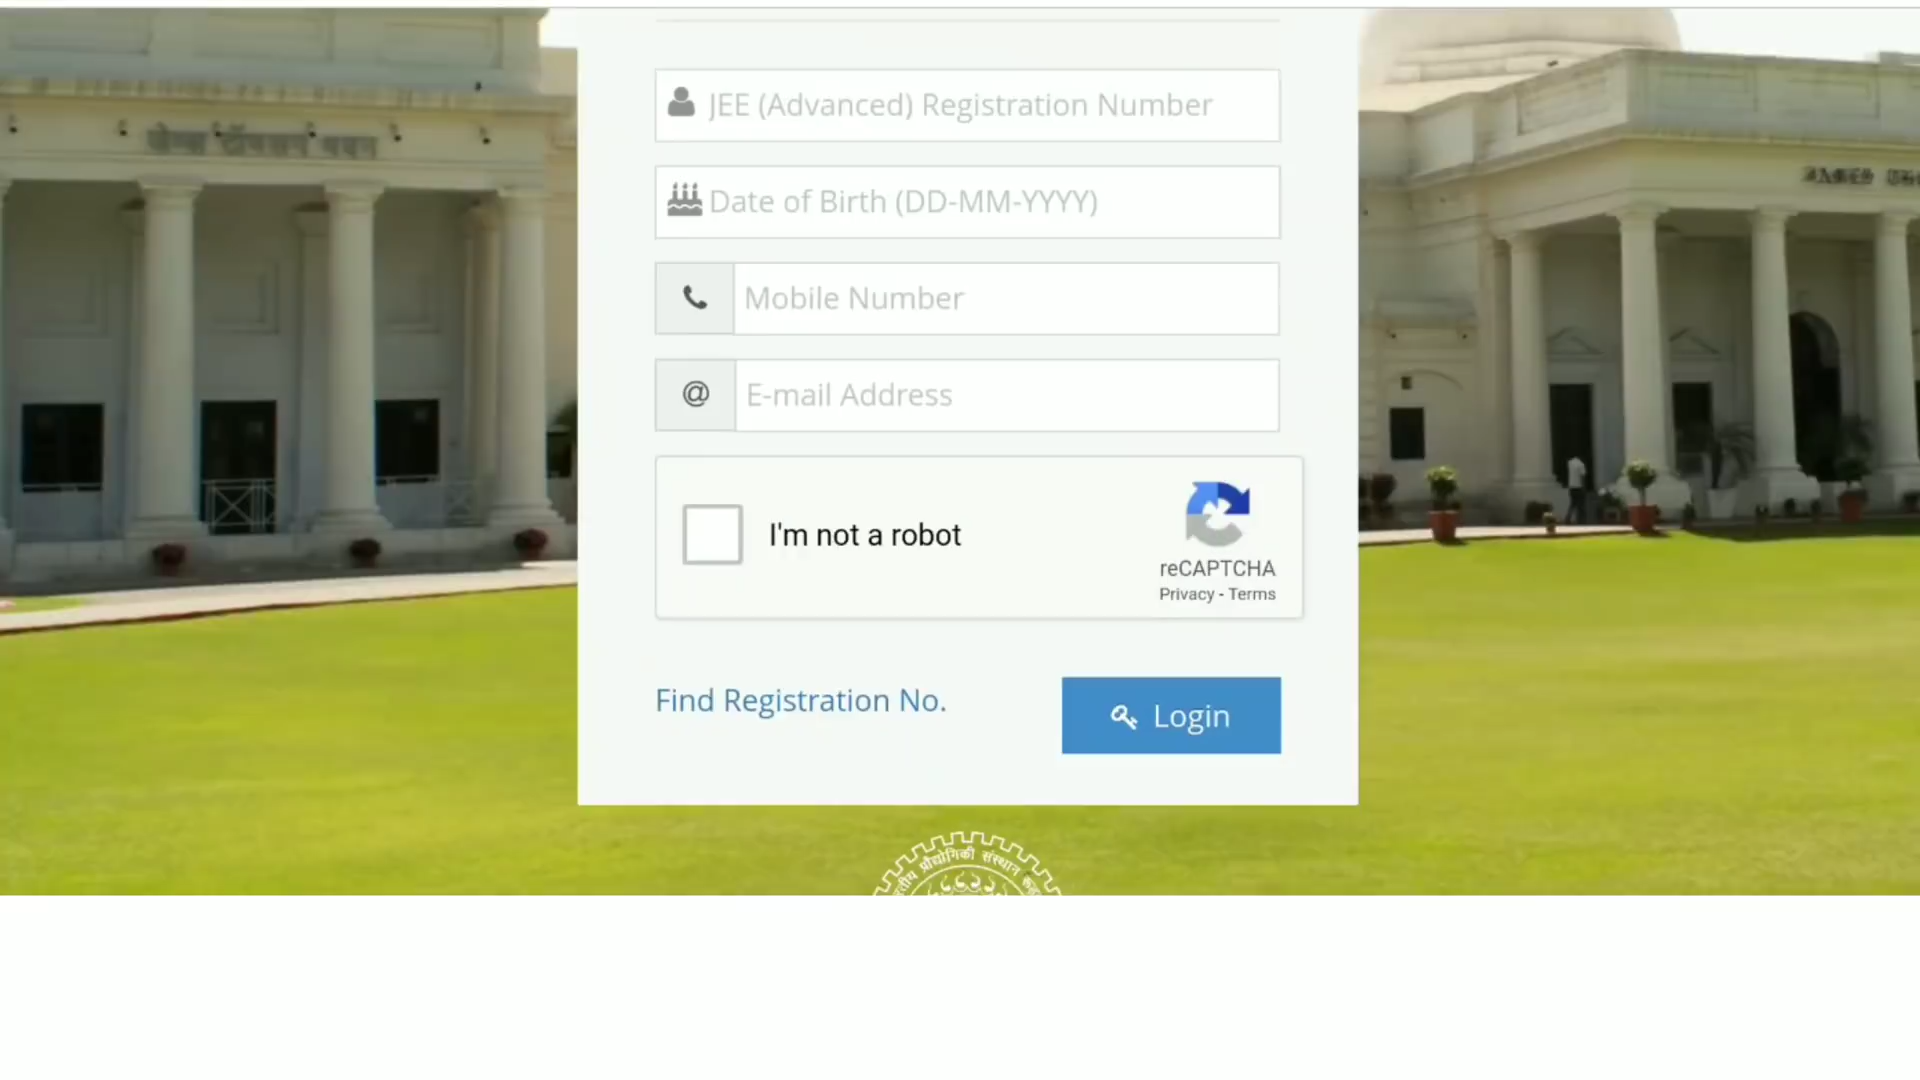 JEE (Advanced) Registration Number
Date of Birth (DD-MM-YYYY)
Mobile Number
@
E-mail Address
I'm not a robot
reCAPTCHA
Privacy - Terms
Find Registration No.
Login
प्रौद्योगिकी संस्थान
JAMES